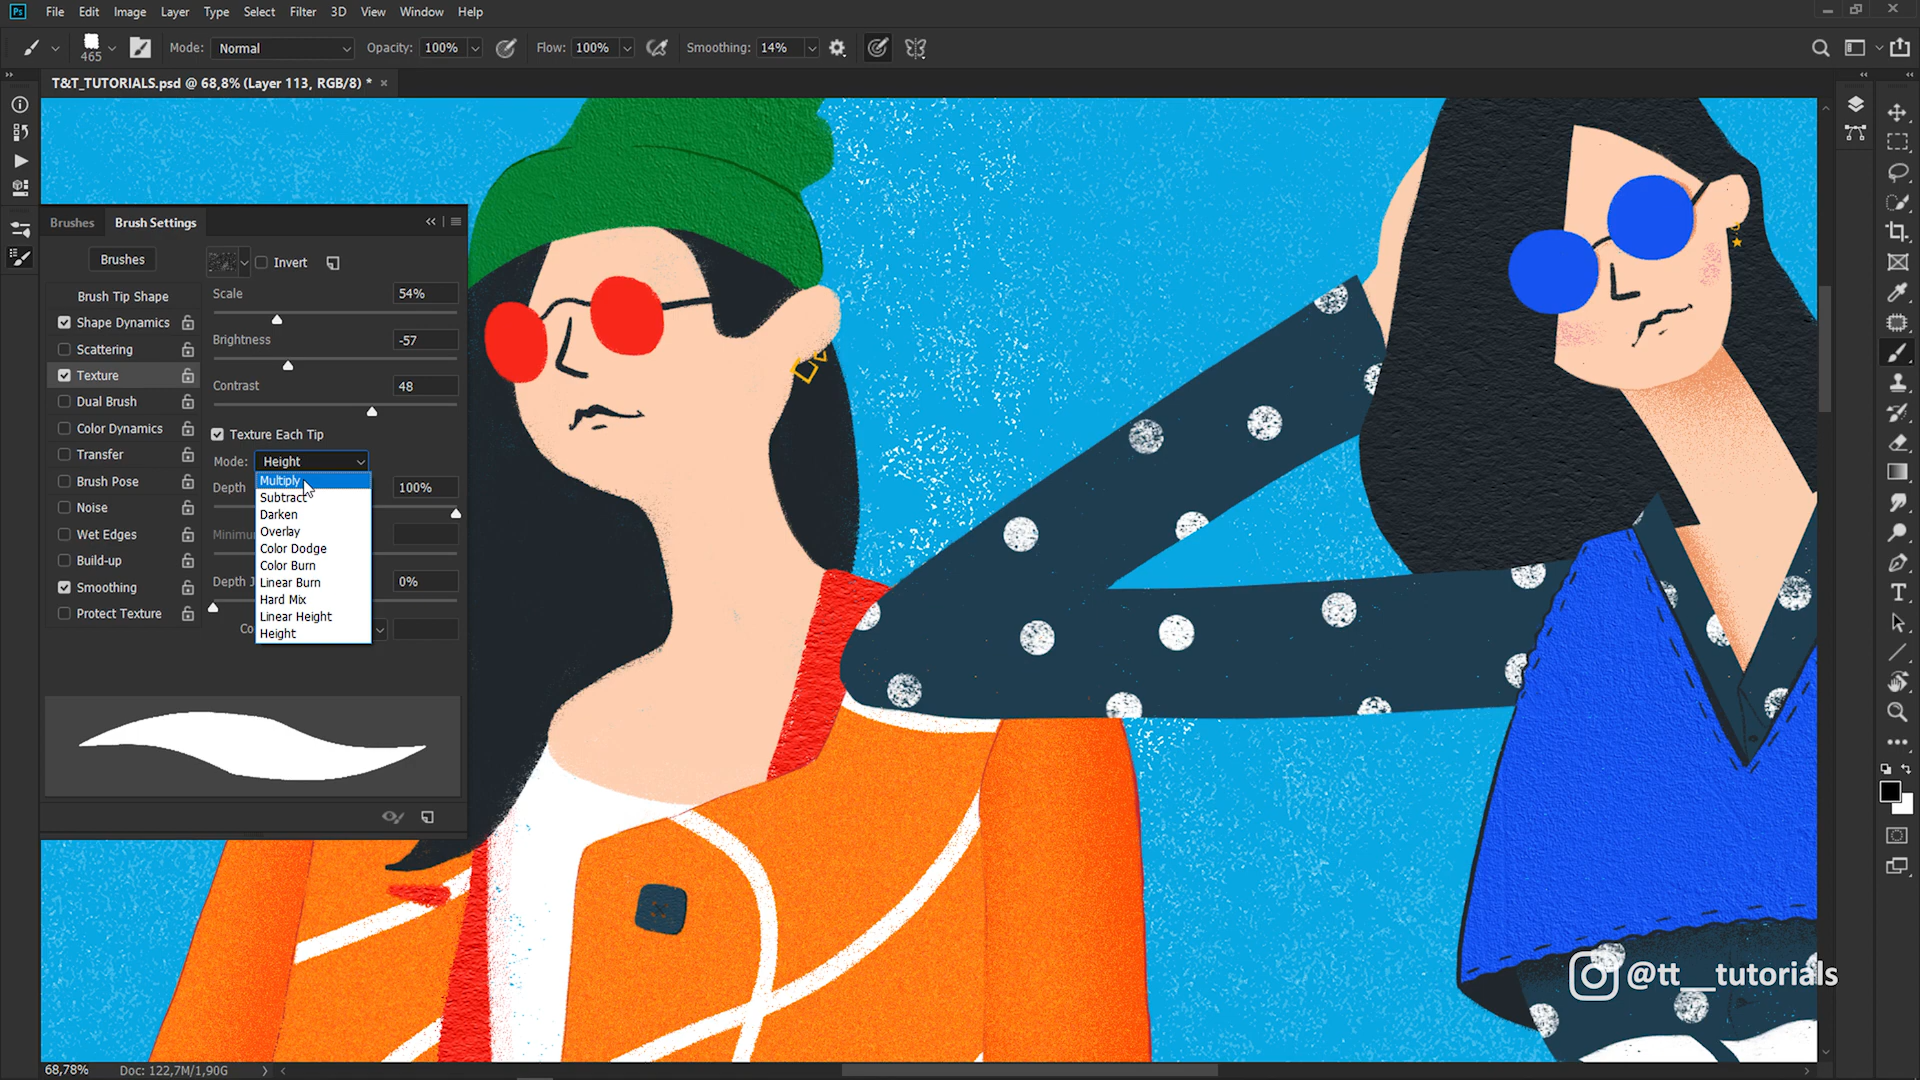 Ps File Edit Image Layer Type Select Filter 3D View Window Help
465 Mode: Normal Opacity: 100% Flow: 100% Smoothing: 14%
T&T_TUTORIALS.psd @ 68,8% (Layer 113, RGB/8) * ×
Brushes Brush Settings
Brushes
Invert
Brush Tip Shape
Shape Dynamics
Scattering
Texture
Dual Brush
Color Dynamics
Transfer
Brush Pose
Noise
Wet Edges
Build-up
Smoothing
Protect Texture
Scale 54%
Brightness -57
Contrast 48
Texture Each Tip
Mode: Height
Depth 100%
Depth J 0%
Multiply
Subtract
Darken
Overlay
Color Dodge
Color Burn
Linear Burn
Hard Mix
Linear Height
Height
@tt__tutorials
68,78% Doc: 122,7M/1,90G